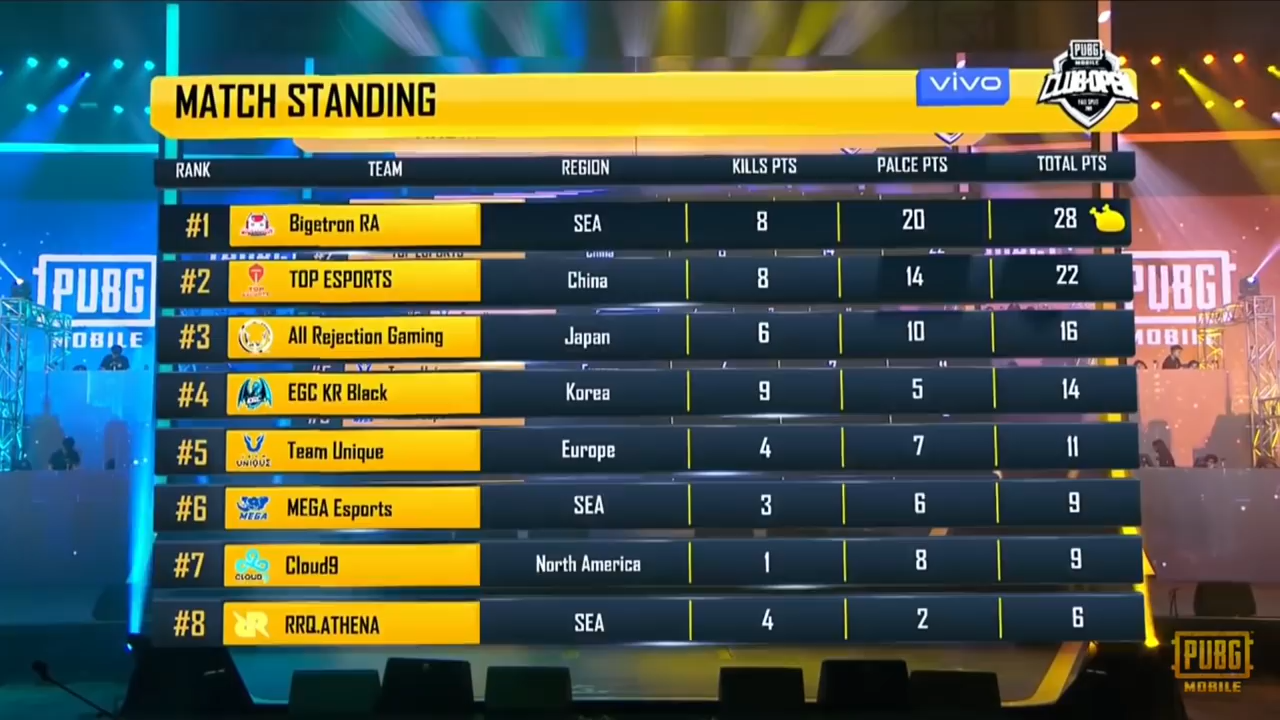 MATCH STANDING
vivo
PUBG
MOBILE
CLUB OPEN
RANK TEAM REGION KILLS PTS PALCE PTS TOTAL PTS
#1 Bigetron RA SEA 8 20 28
#2 TOP ESPORTS China 8 14 22
#3 All Rejection Gaming Japan 6 10 16
#4 EGC KR Black Korea 9 5 14
#5 UNIQUE Team Unique Europe 4 7 11
#6 MEGA MEGA Esports SEA 3 6 9
#7 CLOUD9 Cloud9 North America 1 8 9
#8 RRQ.ATHENA SEA 4 2 6
PUBG
MOBILE
PUBG
MOBILE
PUBG
MOBILE